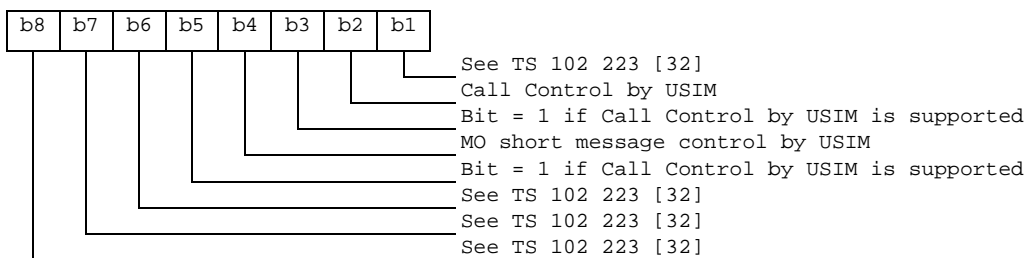 b8 b7 b6 b5 b4 b3 b2 b1
See TS 102 223 [32]
Call Control by USIM
Bit = 1 if Call Control by USIM is supported
MO short message control by USIM
Bit = 1 if Call Control by USIM is supported
See TS 102 223 [32]
See TS 102 223 [32]
See TS 102 223 [32]